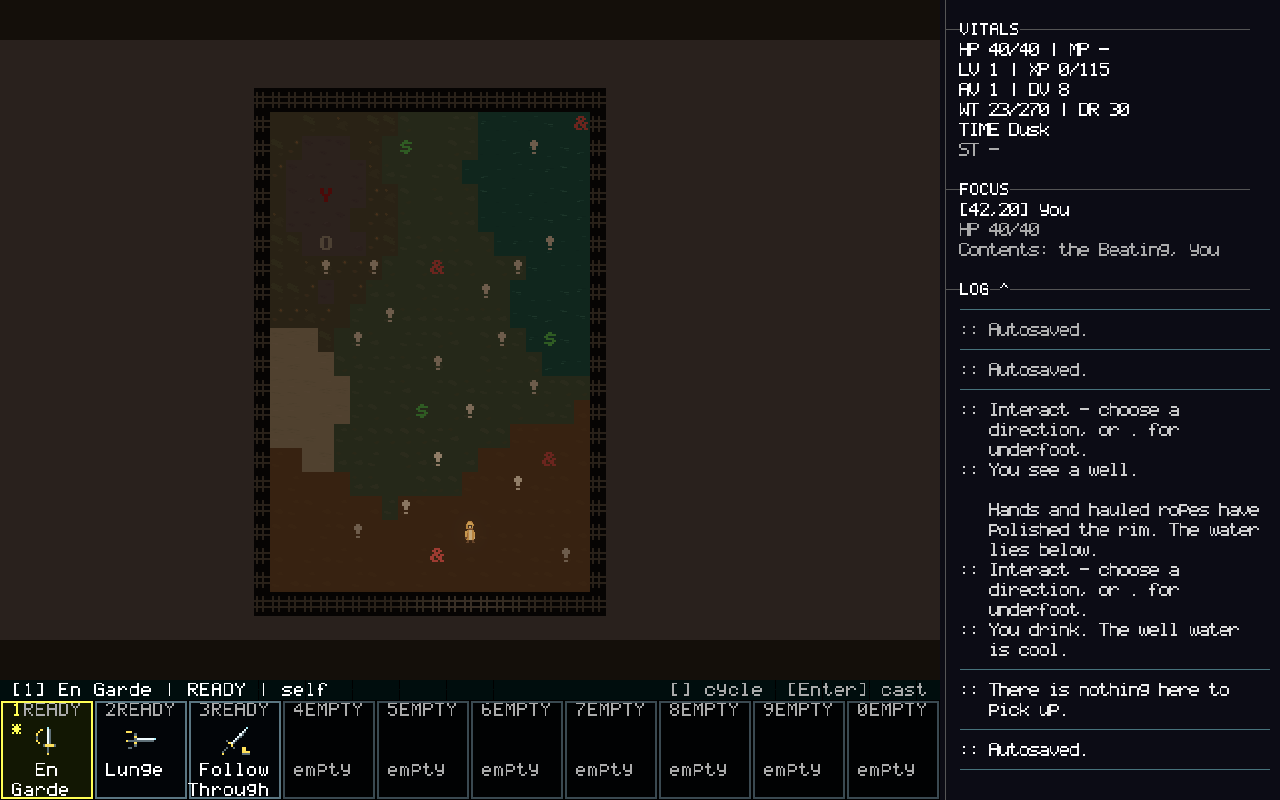 VITALS
HP 40/40 | MP -
LV 1 | XP 0/115
AV 1 | DV 8
WT 23/270 | DR 30
TIME Dusk
ST -
FOCUS
[42,20] You
HP 40/40
Contents: the Beating, You
LOG ^
:: Autosaved.
:: Autosaved.
:: Interact - choose a
direction, or . for
underfoot.
:: You see a well.
Hands and hauled ropes have
polished the rim. The water
lies below.
:: Interact - choose a
direction, or . for
underfoot.
:: You drink. The well water
is cool.
:: There is nothing here to
pick up.
:: Autosaved.
&
$
Y
O
&
$
$
&
&
[1] En Garde | READY | self
[] cycle [Enter] cast
1READY 2READY 3READY 4EMPTY 5EMPTY 6EMPTY 7EMPTY 8EMPTY 9EMPTY 0EMPTY
*
En Lunge Follow empty empty empty empty empty empty empty
Garde Through